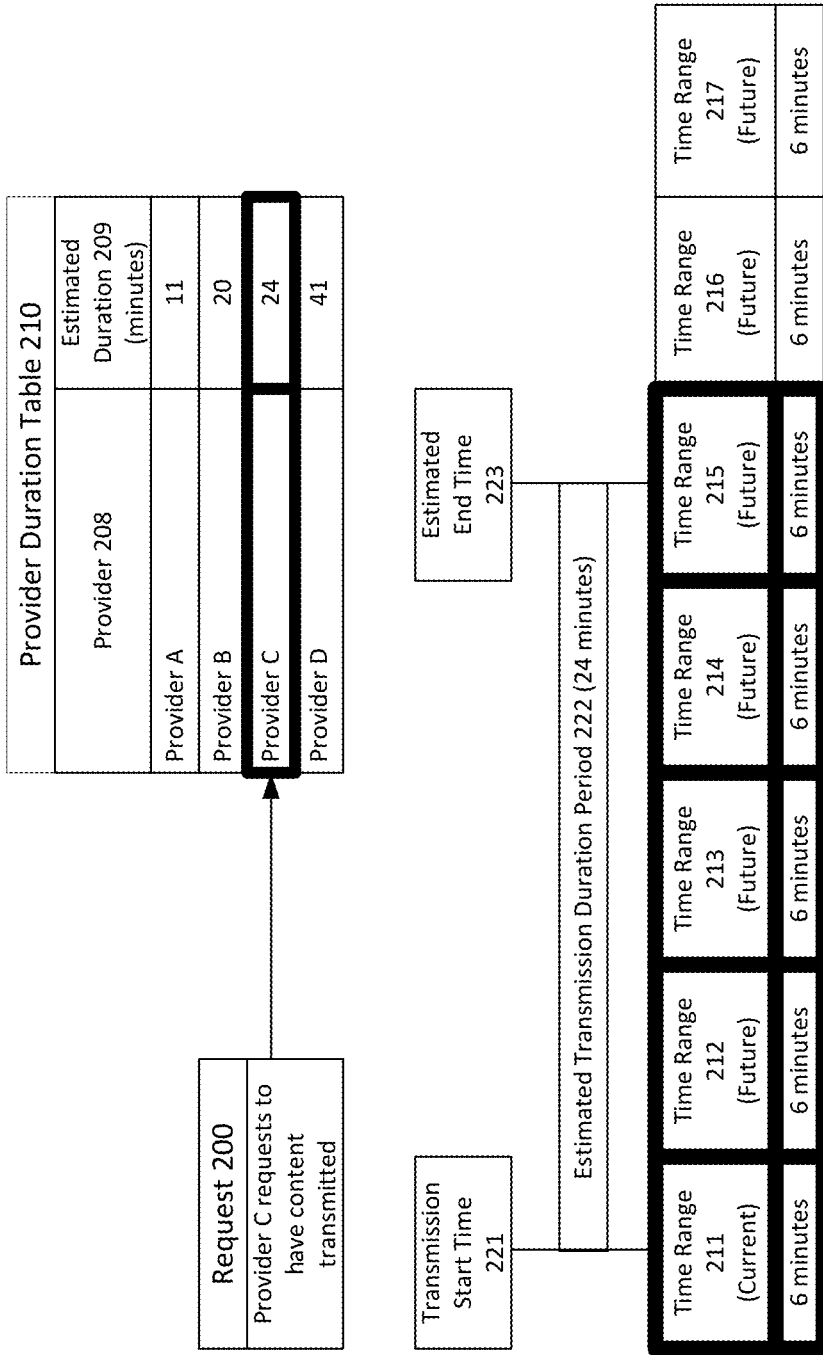 Request 200
Provider C requests to
have content
transmitted
Provider Duration Table 210
Provider 208
Estimated
Duration 209
(minutes)
Provider A
11
Provider B
20
Provider C
24
Provider D
41
Transmission
Start Time
221
Estimated
End Time
223
Estimated Transmission Duration Period 222 (24 minutes)
Time Range
211
(Current)
6 minutes
Time Range
212
(Future)
6 minutes
Time Range
213
(Future)
6 minutes
Time Range
214
(Future)
6 minutes
Time Range
215
(Future)
6 minutes
Time Range
216
(Future)
6 minutes
Time Range
217
(Future)
6 minutes